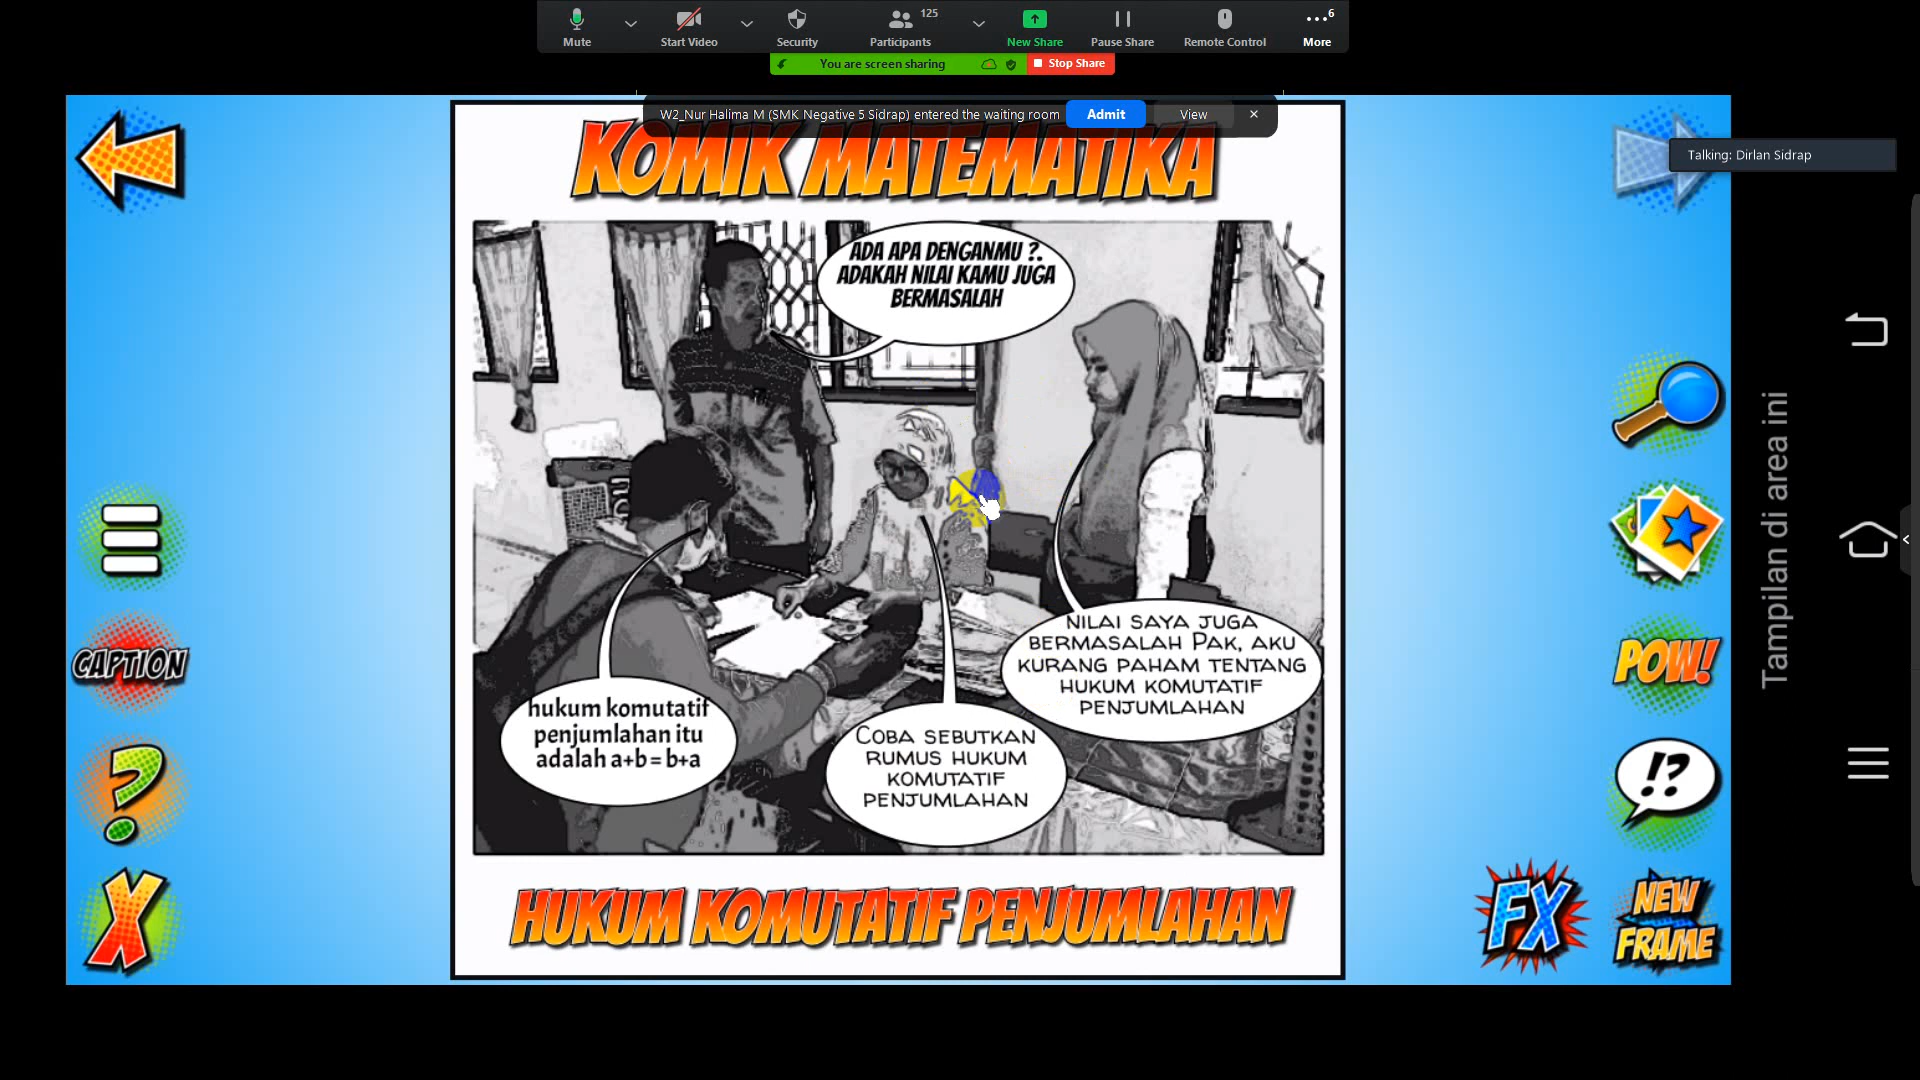 125
6
Mute
Start Video
Security
Participants
New Share
Pause Share
Remote Control
More
You are screen sharing
Stop Share
W2_Nur Halima M (SMK Negative 5 Sidrap) entered the waiting room
Admit
View
Talking: Dirlan Sidrap
KOMIK MATEMATIKA
ADA APA DENGANMU ?.
ADAKAH NILAI KAMU JUGA
BERMASALAH
NILAI SAYA JUGA
BERMASALAH PAK, AKU
KURANG PAHAM TENTANG
HUKUM KOMUTATIF
PENJUMLAHAN
COBA SEBUTKAN
RUMUS HUKUM
KOMUTATIF
PENJUMLAHAN
hukum komutatif
penjumlahan itu
adalah a+b = b+a
HUKUM KOMUTATIF PENJUMLAHAN
CAPTION
?
X
POW!
!?
FX
NEW
FRAME
Tampilan di area ini